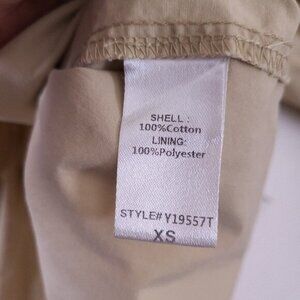 SHELL :
100%Cotton
LINING:
100%Polyester
STYLE# Y19557T
XS